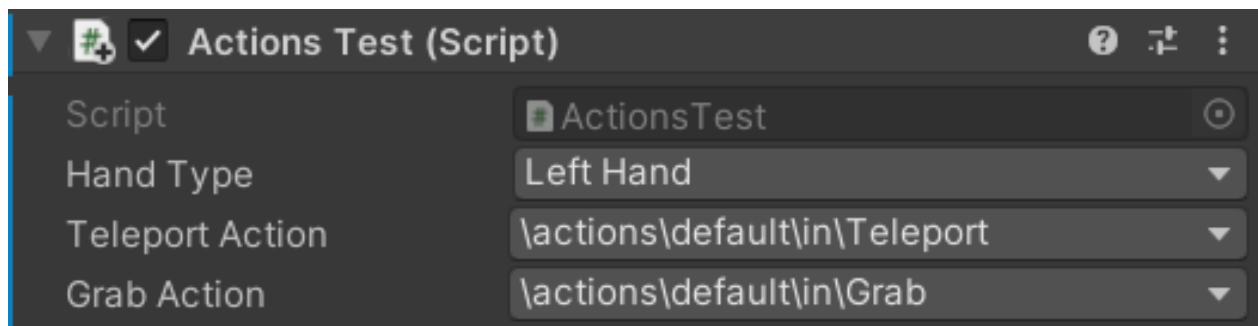 Actions Test (Script)
Script ActionsTest
Hand Type Left Hand
Teleport Action \actions\default\in\Teleport
Grab Action \actions\default\in\Grab